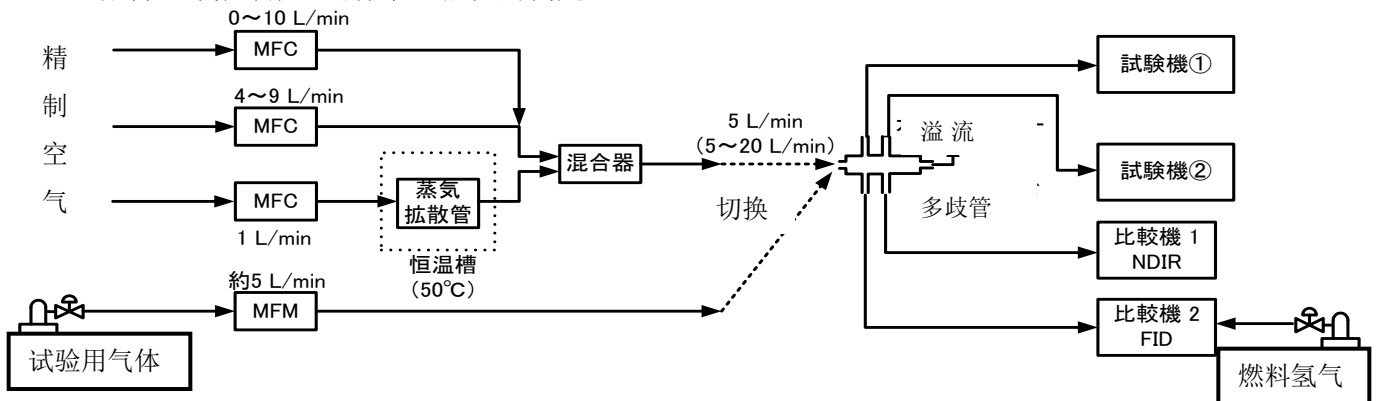 0～10 L/min
MFC
精制空气
4～9 L/min
MFC
MFC
1 L/min
蒸気
拡散管
恒温槽
（50℃）
混合器
5 L/min
（5～20 L/min）
切换
溢流
多歧管
試験機①
試験機②
比較機 1
NDIR
比較機 2
FID
約5 L/min
MFM
试验用气体
燃料氢气